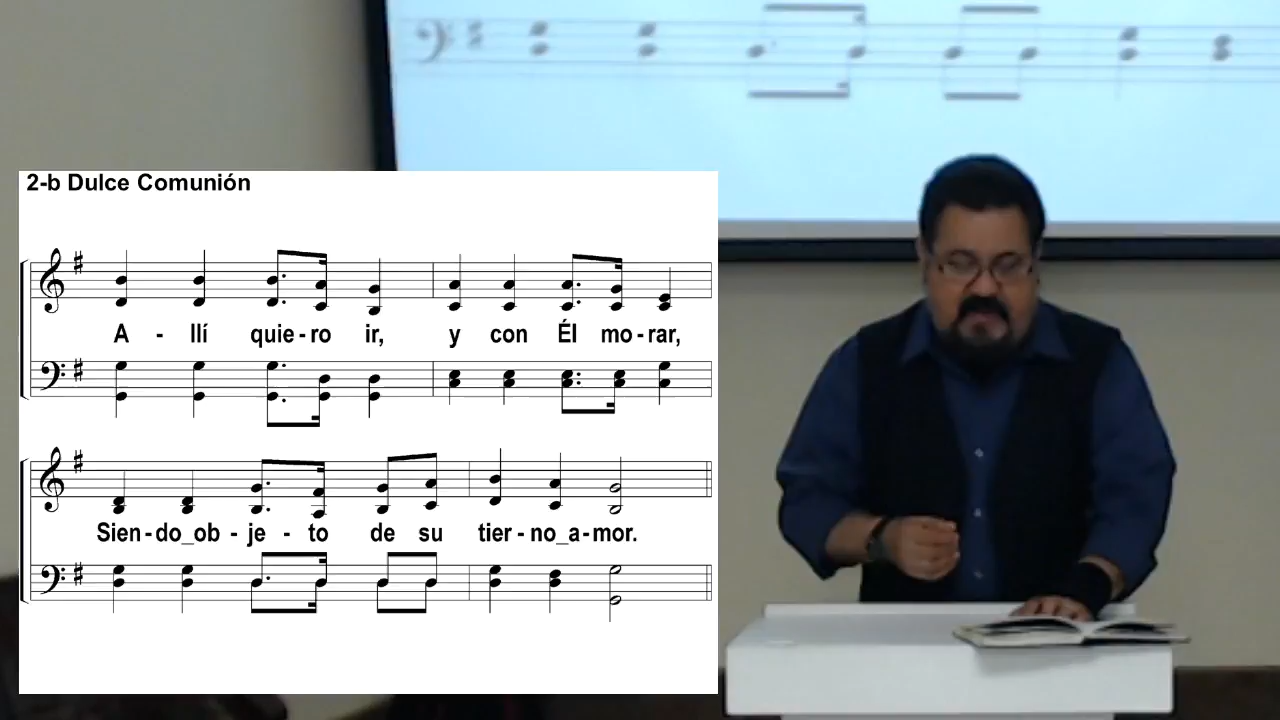 2-b Dulce Comunión
A - llí quie - ro ir, y con Él mo - rar,
Sien - do_ob - je - to de su tier - no_a - mor.